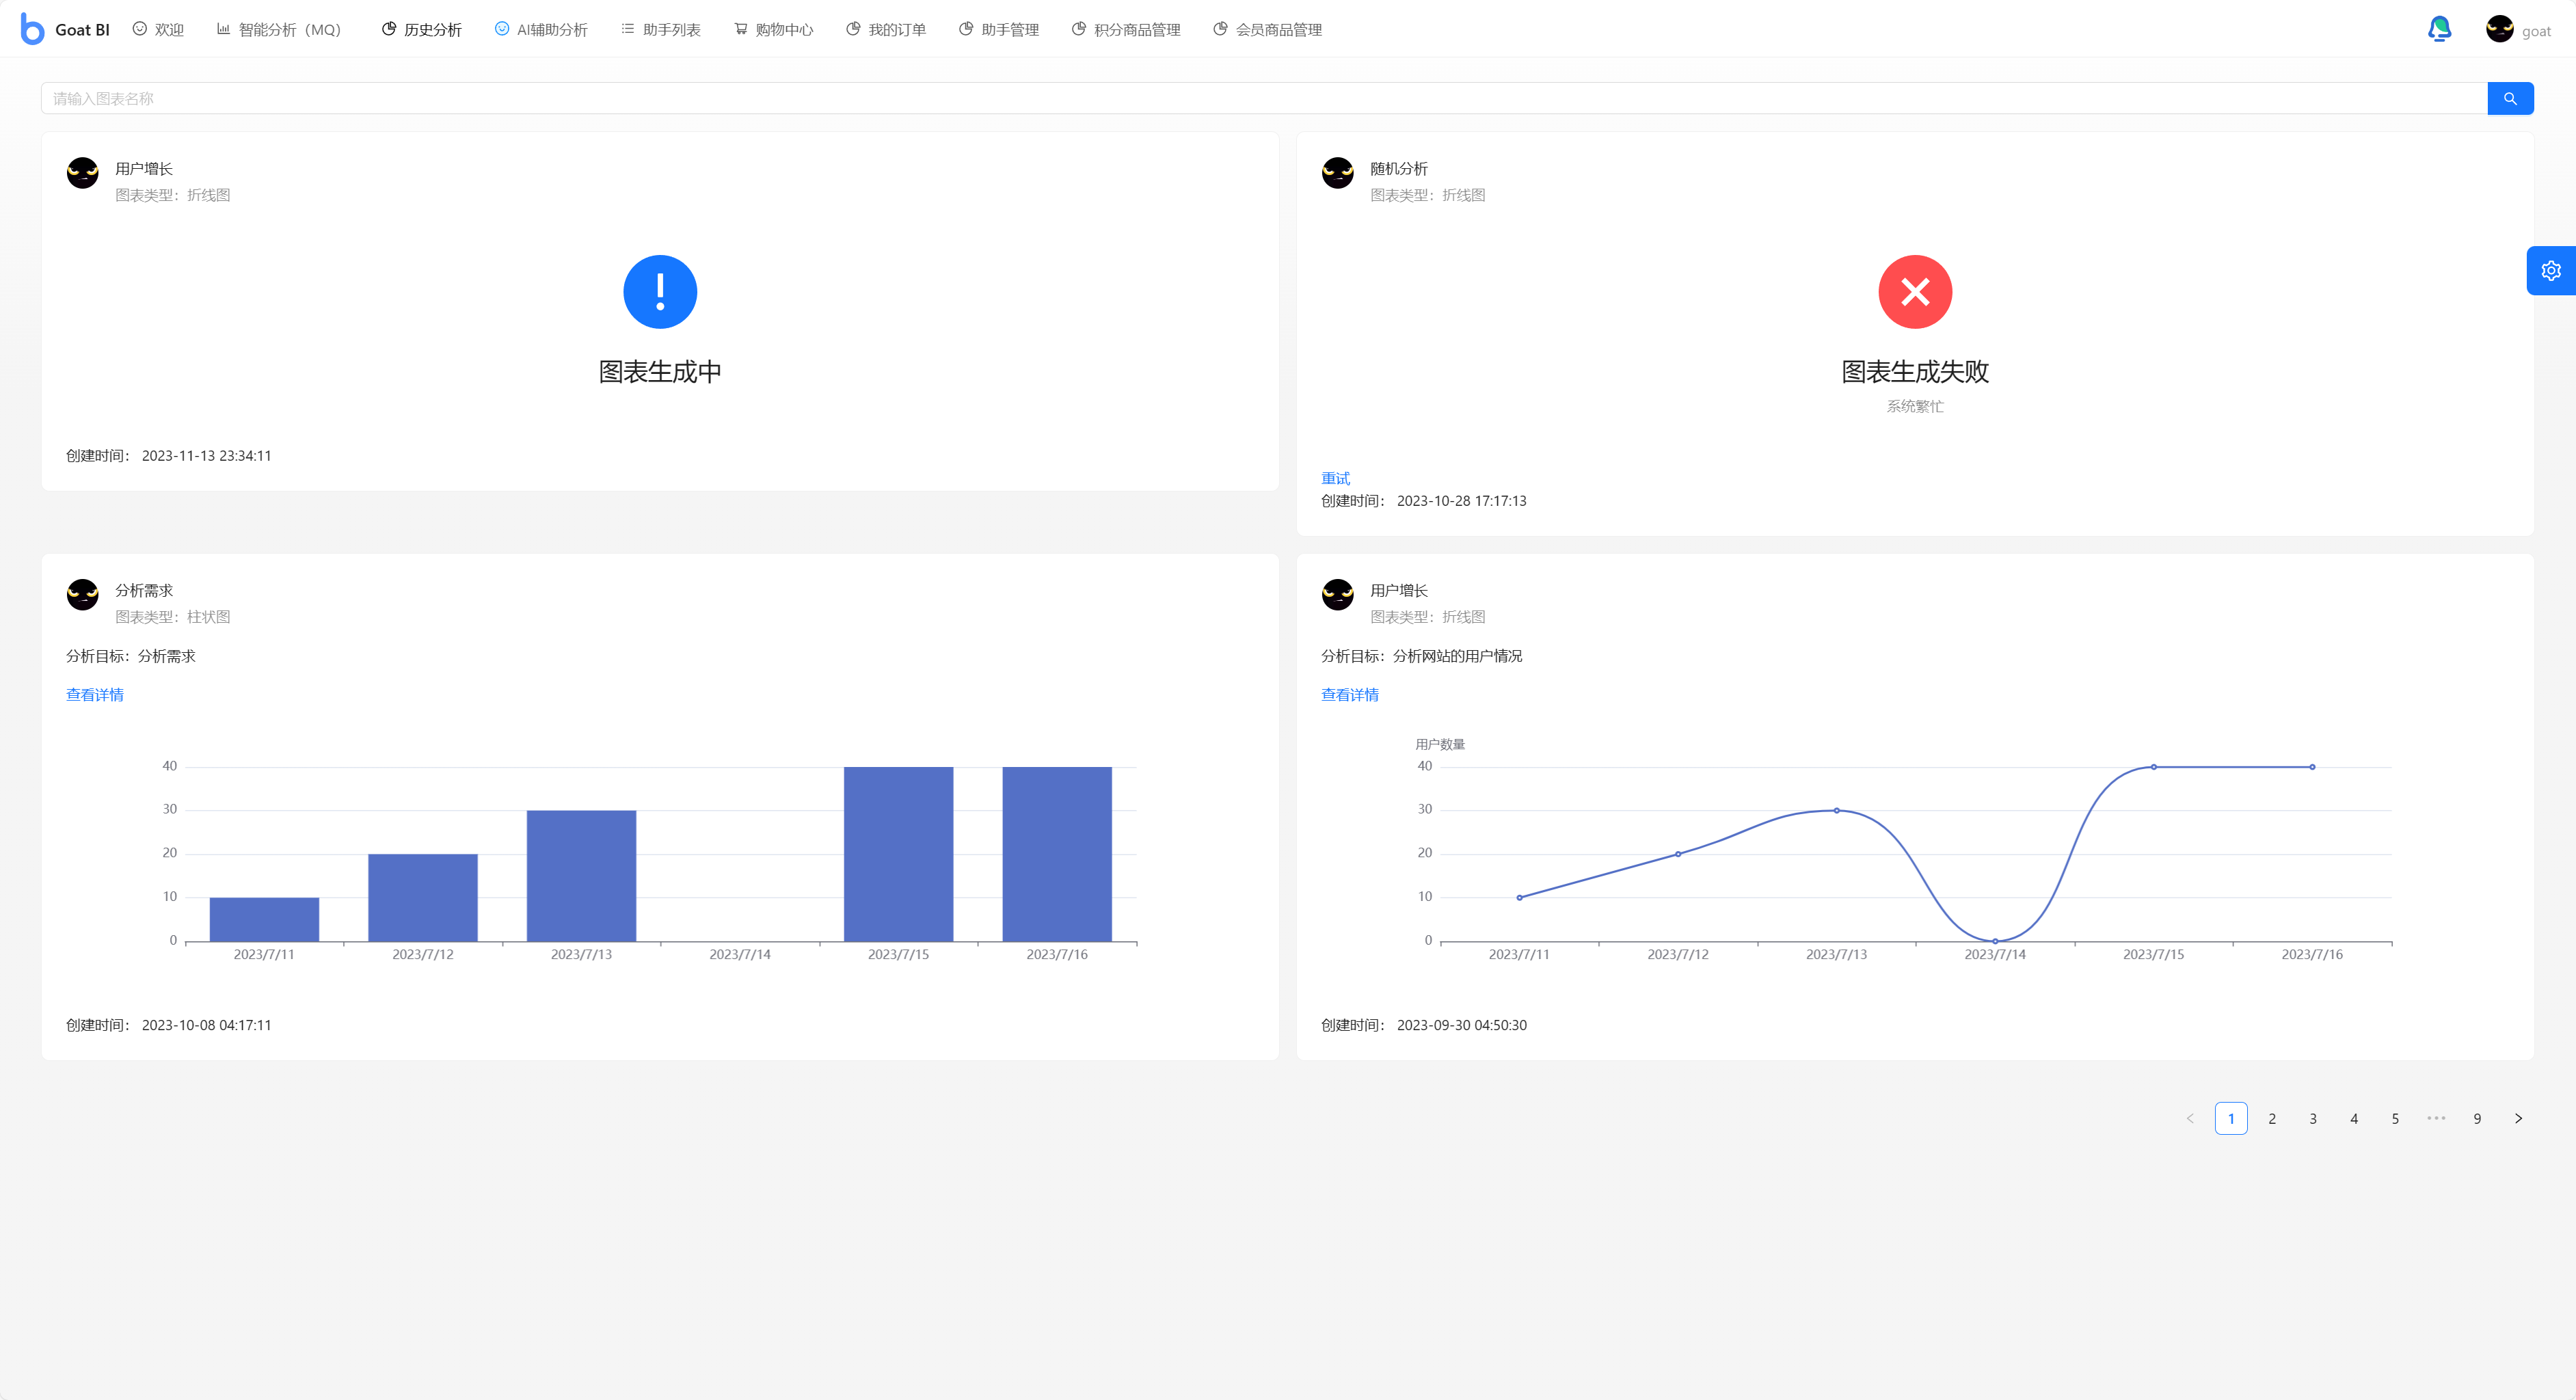 Goat BI 欢迎 智能分析（MQ） 历史分析 AI辅助分析 助手列表 购物中心 我的订单 助手管理 积分商品管理 会员商品管理 goat
请输入图表名称
用户增长
图表类型：折线图
图表生成中
创建时间： 2023-11-13 23:34:11
随机分析
图表类型：折线图
图表生成失败
系统繁忙
重试
创建时间： 2023-10-28 17:17:13
分析需求
图表类型：柱状图
分析目标：分析需求
查看详情
40
30
20
10
0
2023/7/11 2023/7/12 2023/7/13 2023/7/14 2023/7/15 2023/7/16
创建时间： 2023-10-08 04:17:11
用户增长
图表类型：折线图
分析目标：分析网站的用户情况
查看详情
用户数量
40
30
20
10
0
2023/7/11 2023/7/12 2023/7/13 2023/7/14 2023/7/15 2023/7/16
创建时间： 2023-09-30 04:50:30
< 1 2 3 4 5 ••• 9 >